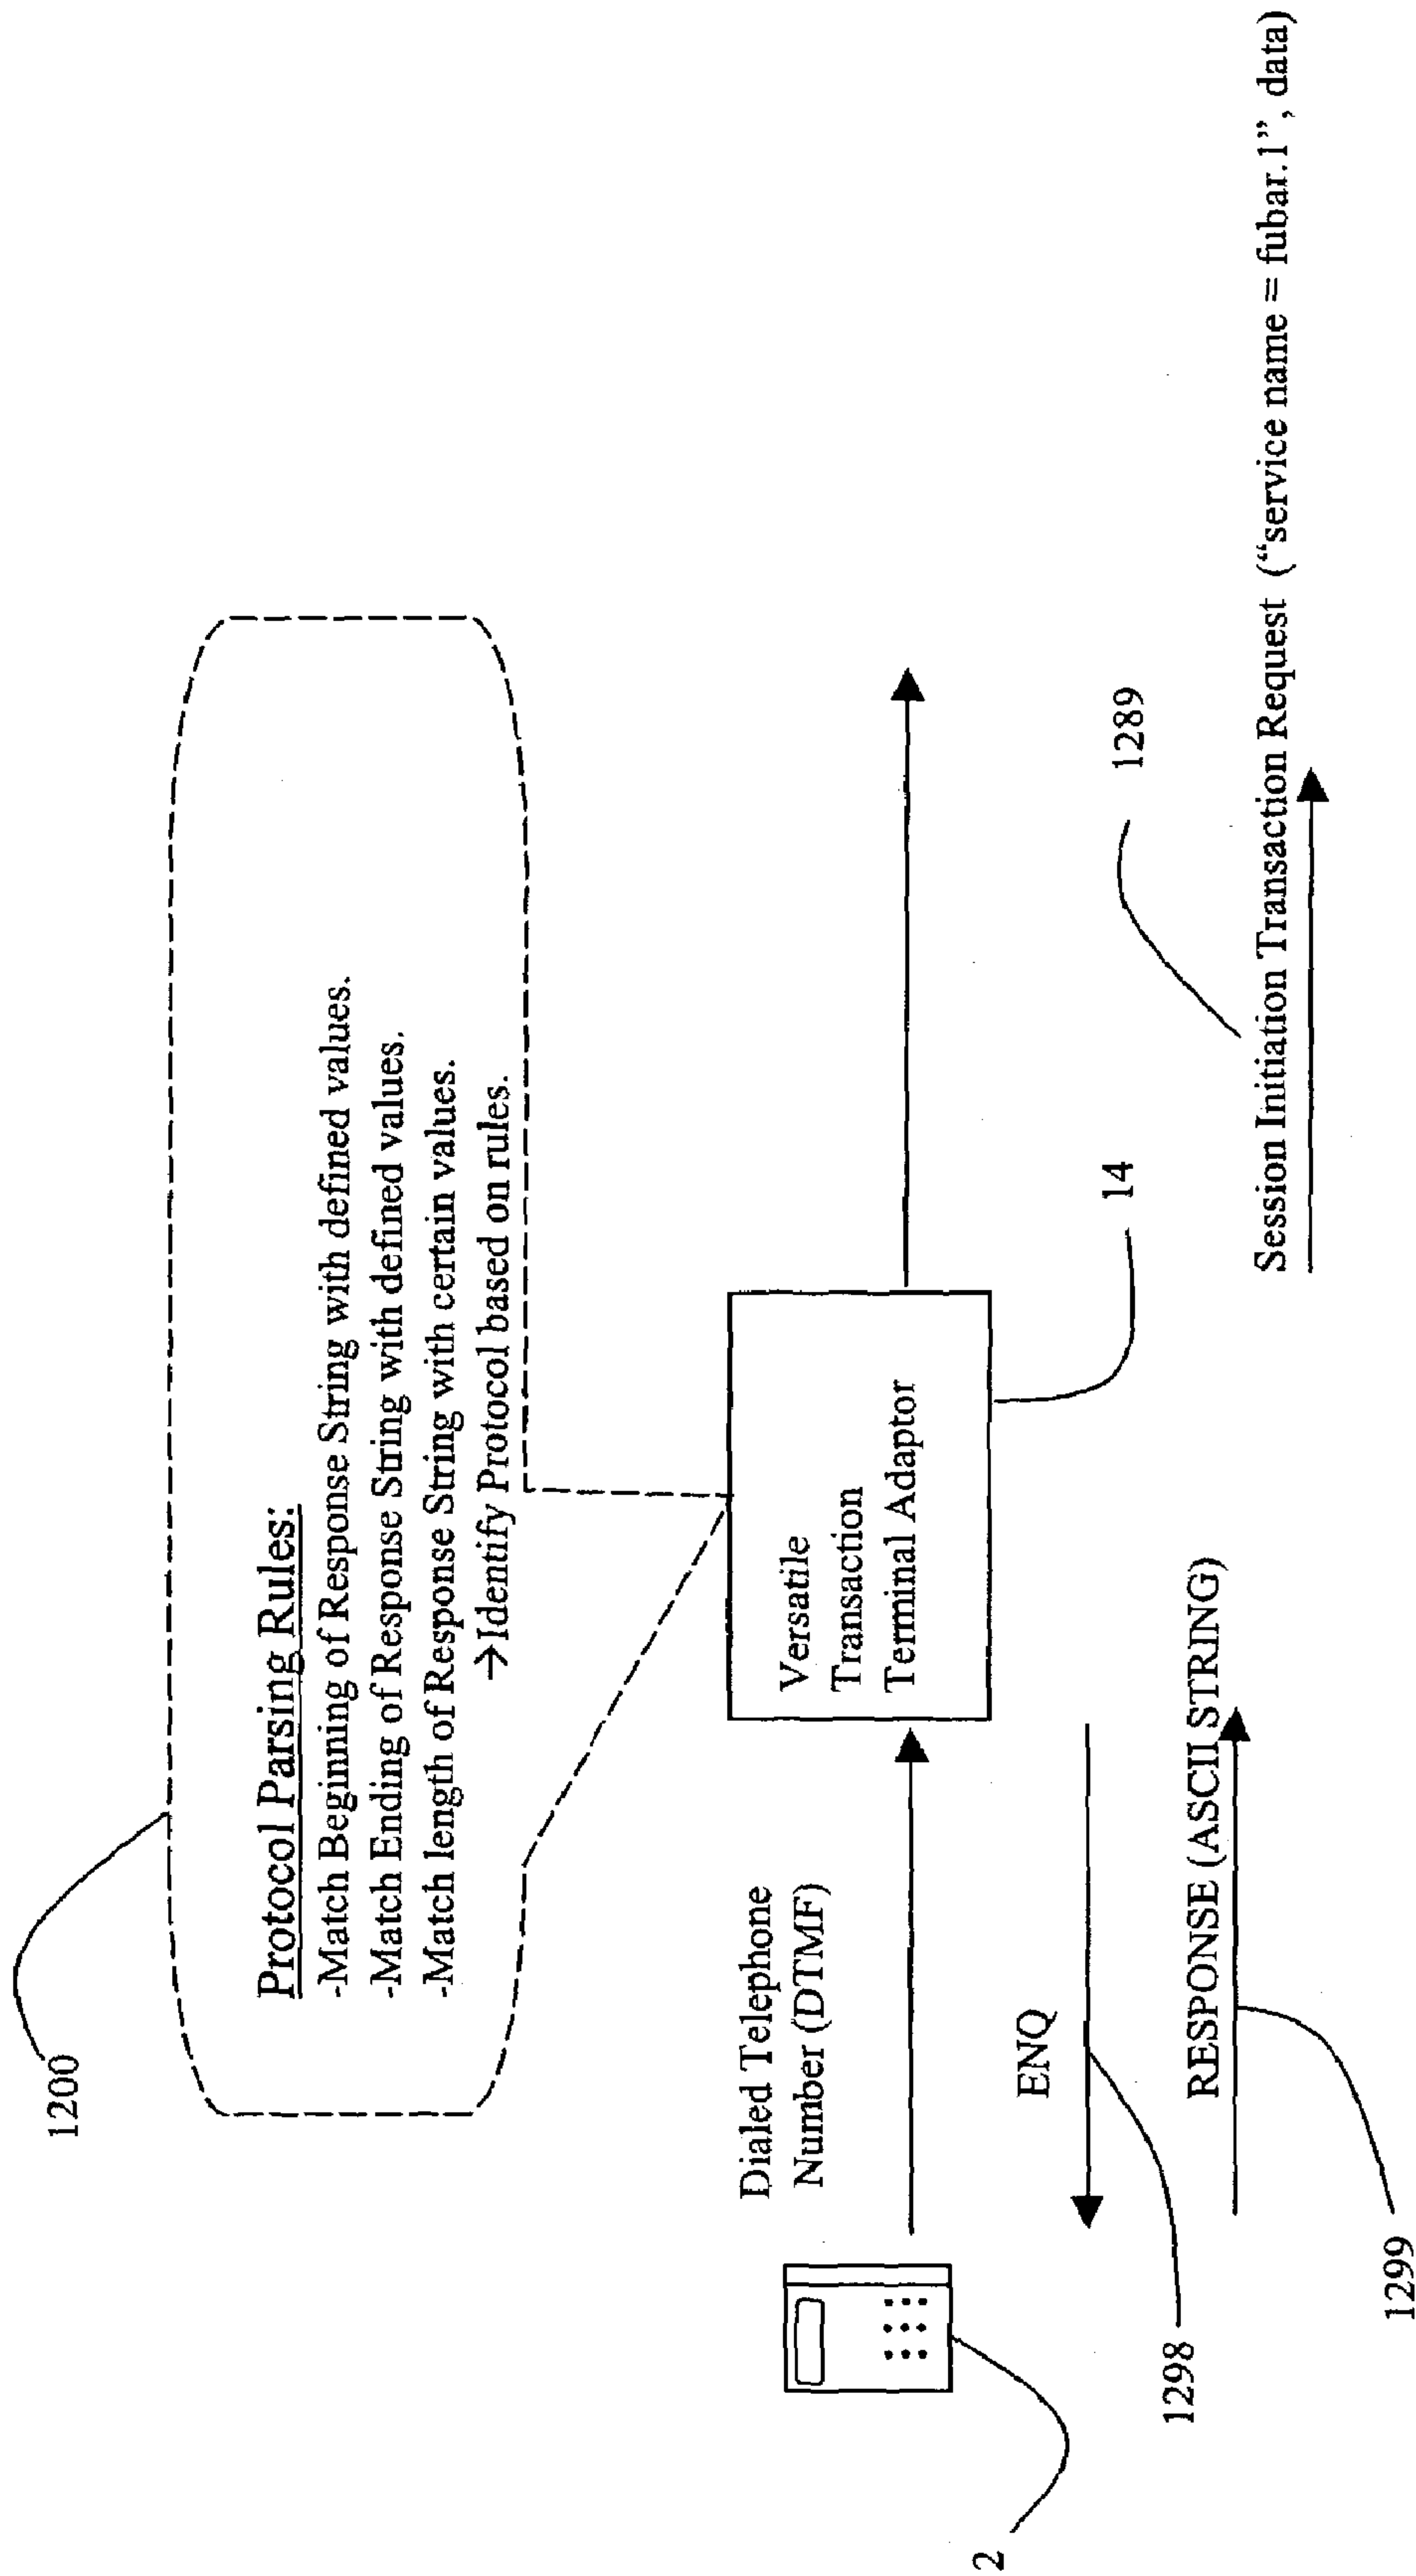 1200
Protocol Parsing Rules:
-Match Beginning of Response String with defined values.
-Match Ending of Response String with defined values.
-Match length of Response String with certain values.
→Identify Protocol based on rules.
Dialed Telephone
Number (DTMF)
Versatile
Transaction
Terminal Adaptor
2
ENQ
14
1289
1298
RESPONSE (ASCII STRING)
Session Initiation Transaction Request (“service name = fubar.1”, data)
1299